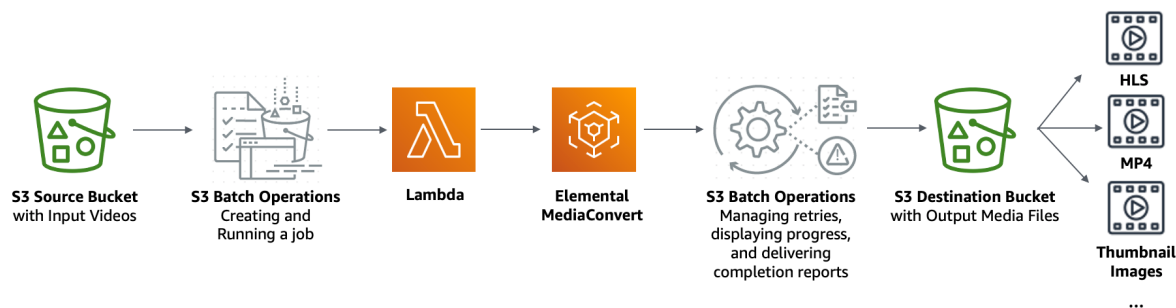 S3 Source Bucket
with Input Videos
S3 Batch Operations
Creating and
Running a job
Lambda
Elemental
MediaConvert
S3 Batch Operations
Managing retries,
displaying progress,
and delivering
completion reports
S3 Destination Bucket
with Output Media Files
HLS
MP4
Thumbnail
Images
...